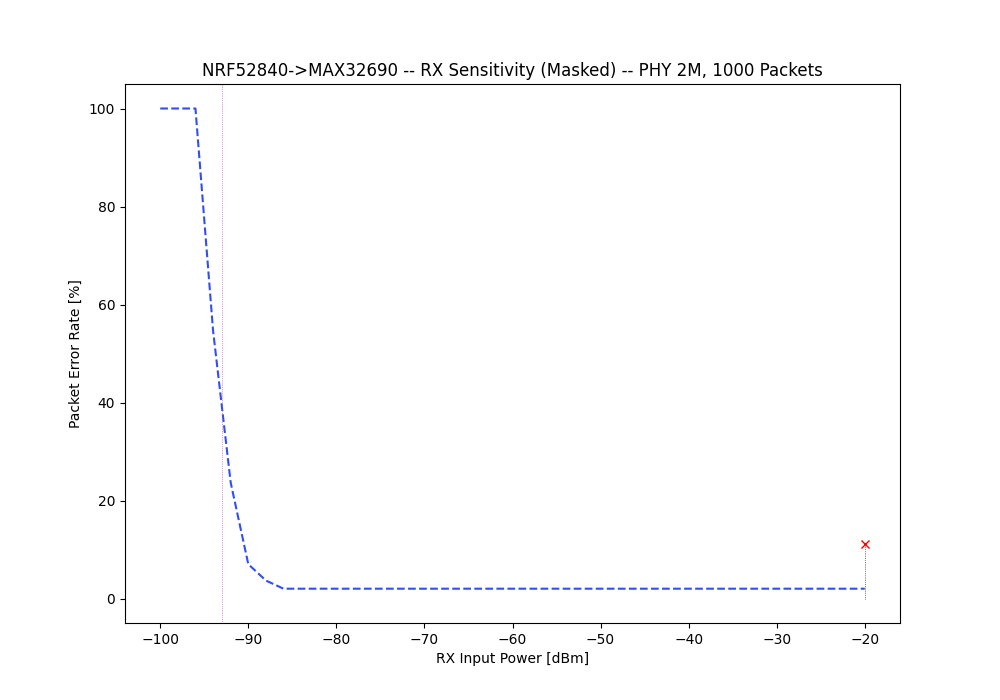 NRF52840->MAX32690 -- RX Sensitivity (Masked) -- PHY 2M, 1000 Packets
100
80
60
40
20
0
Packet Error Rate [%]
−100 −90 −80 −70 −60 −50 −40 −30 −20
RX Input Power [dBm]